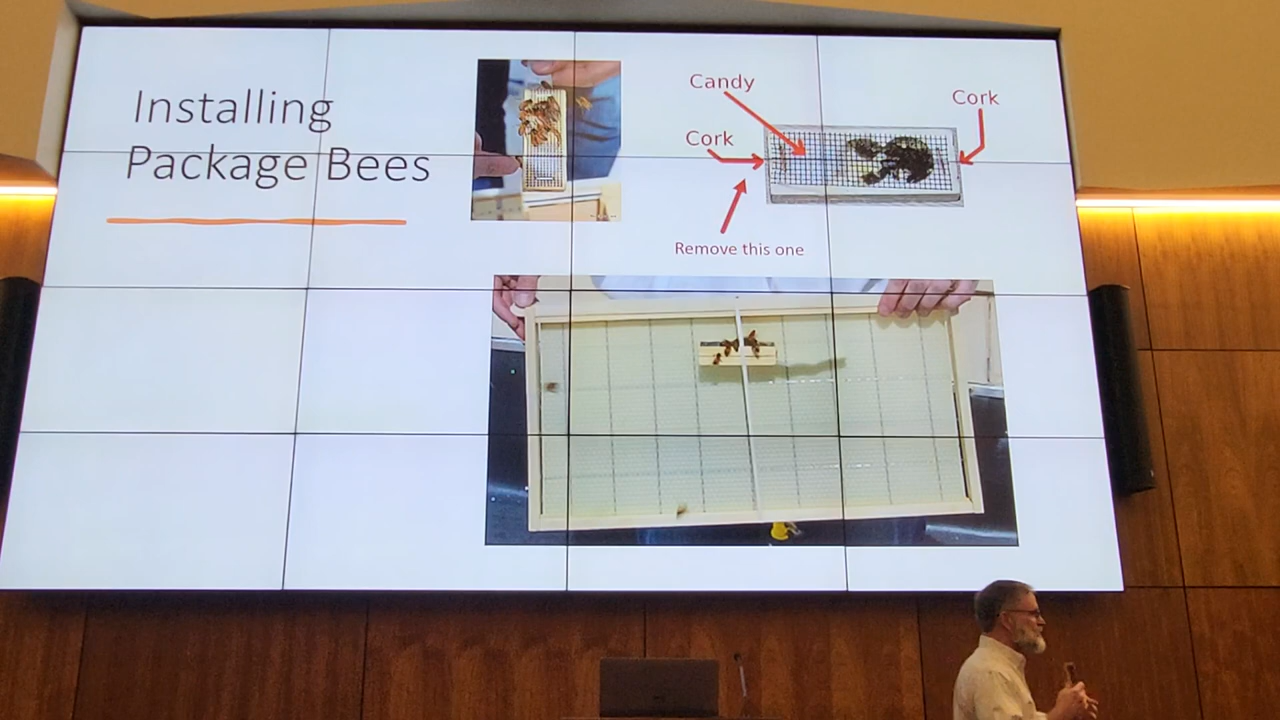 Installing
Package Bees
Candy
Cork
Cork
Remove this one